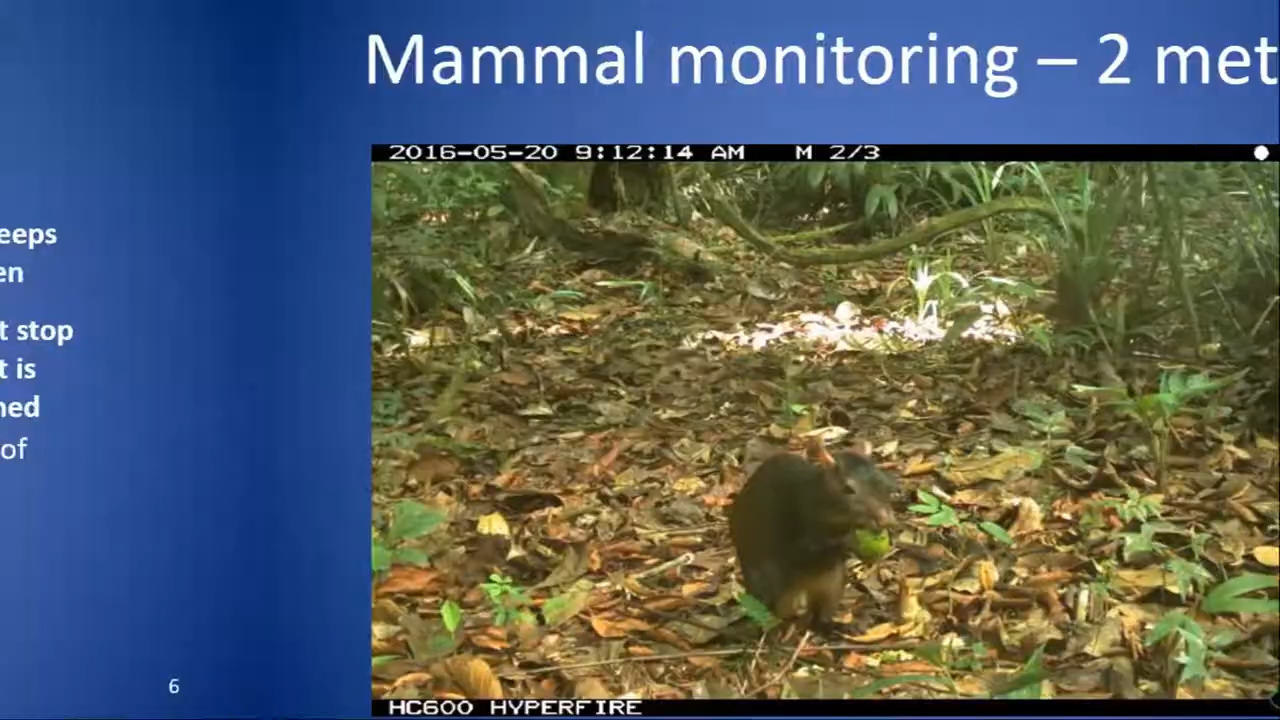 Mammal monitoring – 2 met
2016-05-20 9:12:14 AM M 2/3
eeps
en
t stop
t is
ned
of
6
HC600 HYPERFIRE